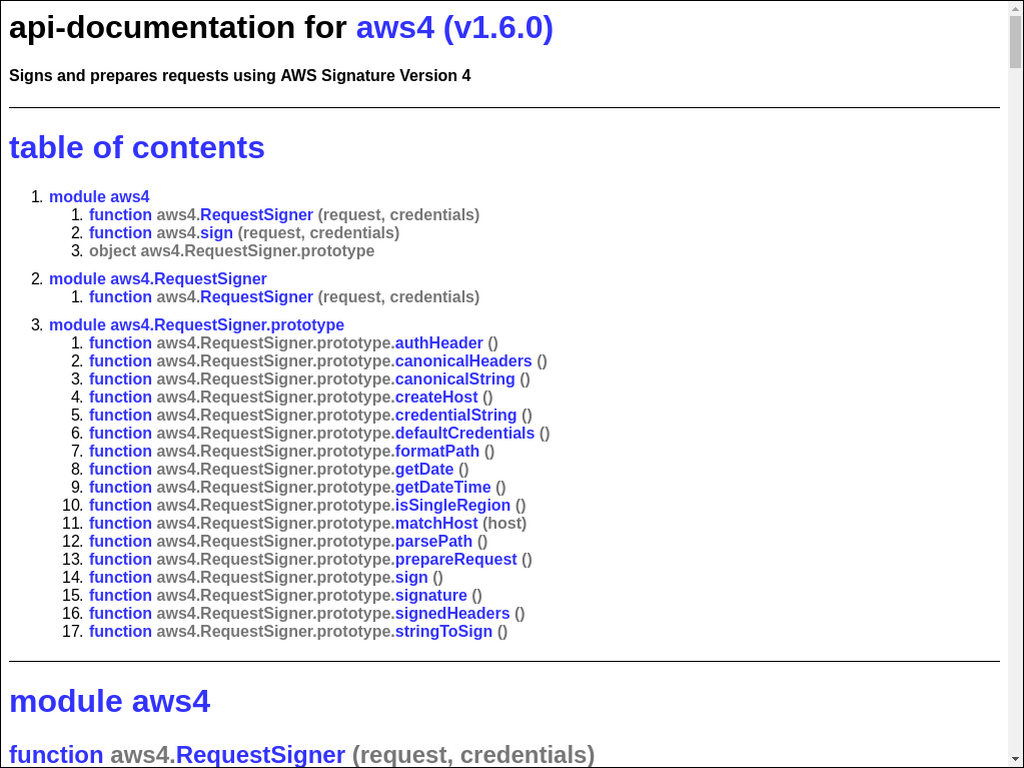 api-documentation for aws4 (v1.6.0)
Signs and prepares requests using AWS Signature Version 4
table of contents
1. module aws4
1. function aws4.RequestSigner (request, credentials)
2. function aws4.sign (request, credentials)
3. object aws4.RequestSigner.prototype
2. module aws4.RequestSigner
1. function aws4.RequestSigner (request, credentials)
3. module aws4.RequestSigner.prototype
1. function aws4.RequestSigner.prototype.authHeader ()
2. function aws4.RequestSigner.prototype.canonicalHeaders ()
3. function aws4.RequestSigner.prototype.canonicalString ()
4. function aws4.RequestSigner.prototype.createHost ()
5. function aws4.RequestSigner.prototype.credentialString ()
6. function aws4.RequestSigner.prototype.defaultCredentials ()
7. function aws4.RequestSigner.prototype.formatPath ()
8. function aws4.RequestSigner.prototype.getDate ()
9. function aws4.RequestSigner.prototype.getDateTime ()
10. function aws4.RequestSigner.prototype.isSingleRegion ()
11. function aws4.RequestSigner.prototype.matchHost (host)
12. function aws4.RequestSigner.prototype.parsePath ()
13. function aws4.RequestSigner.prototype.prepareRequest ()
14. function aws4.RequestSigner.prototype.sign ()
15. function aws4.RequestSigner.prototype.signature ()
16. function aws4.RequestSigner.prototype.signedHeaders ()
17. function aws4.RequestSigner.prototype.stringToSign ()
module aws4
function aws4.RequestSigner (request, credentials)